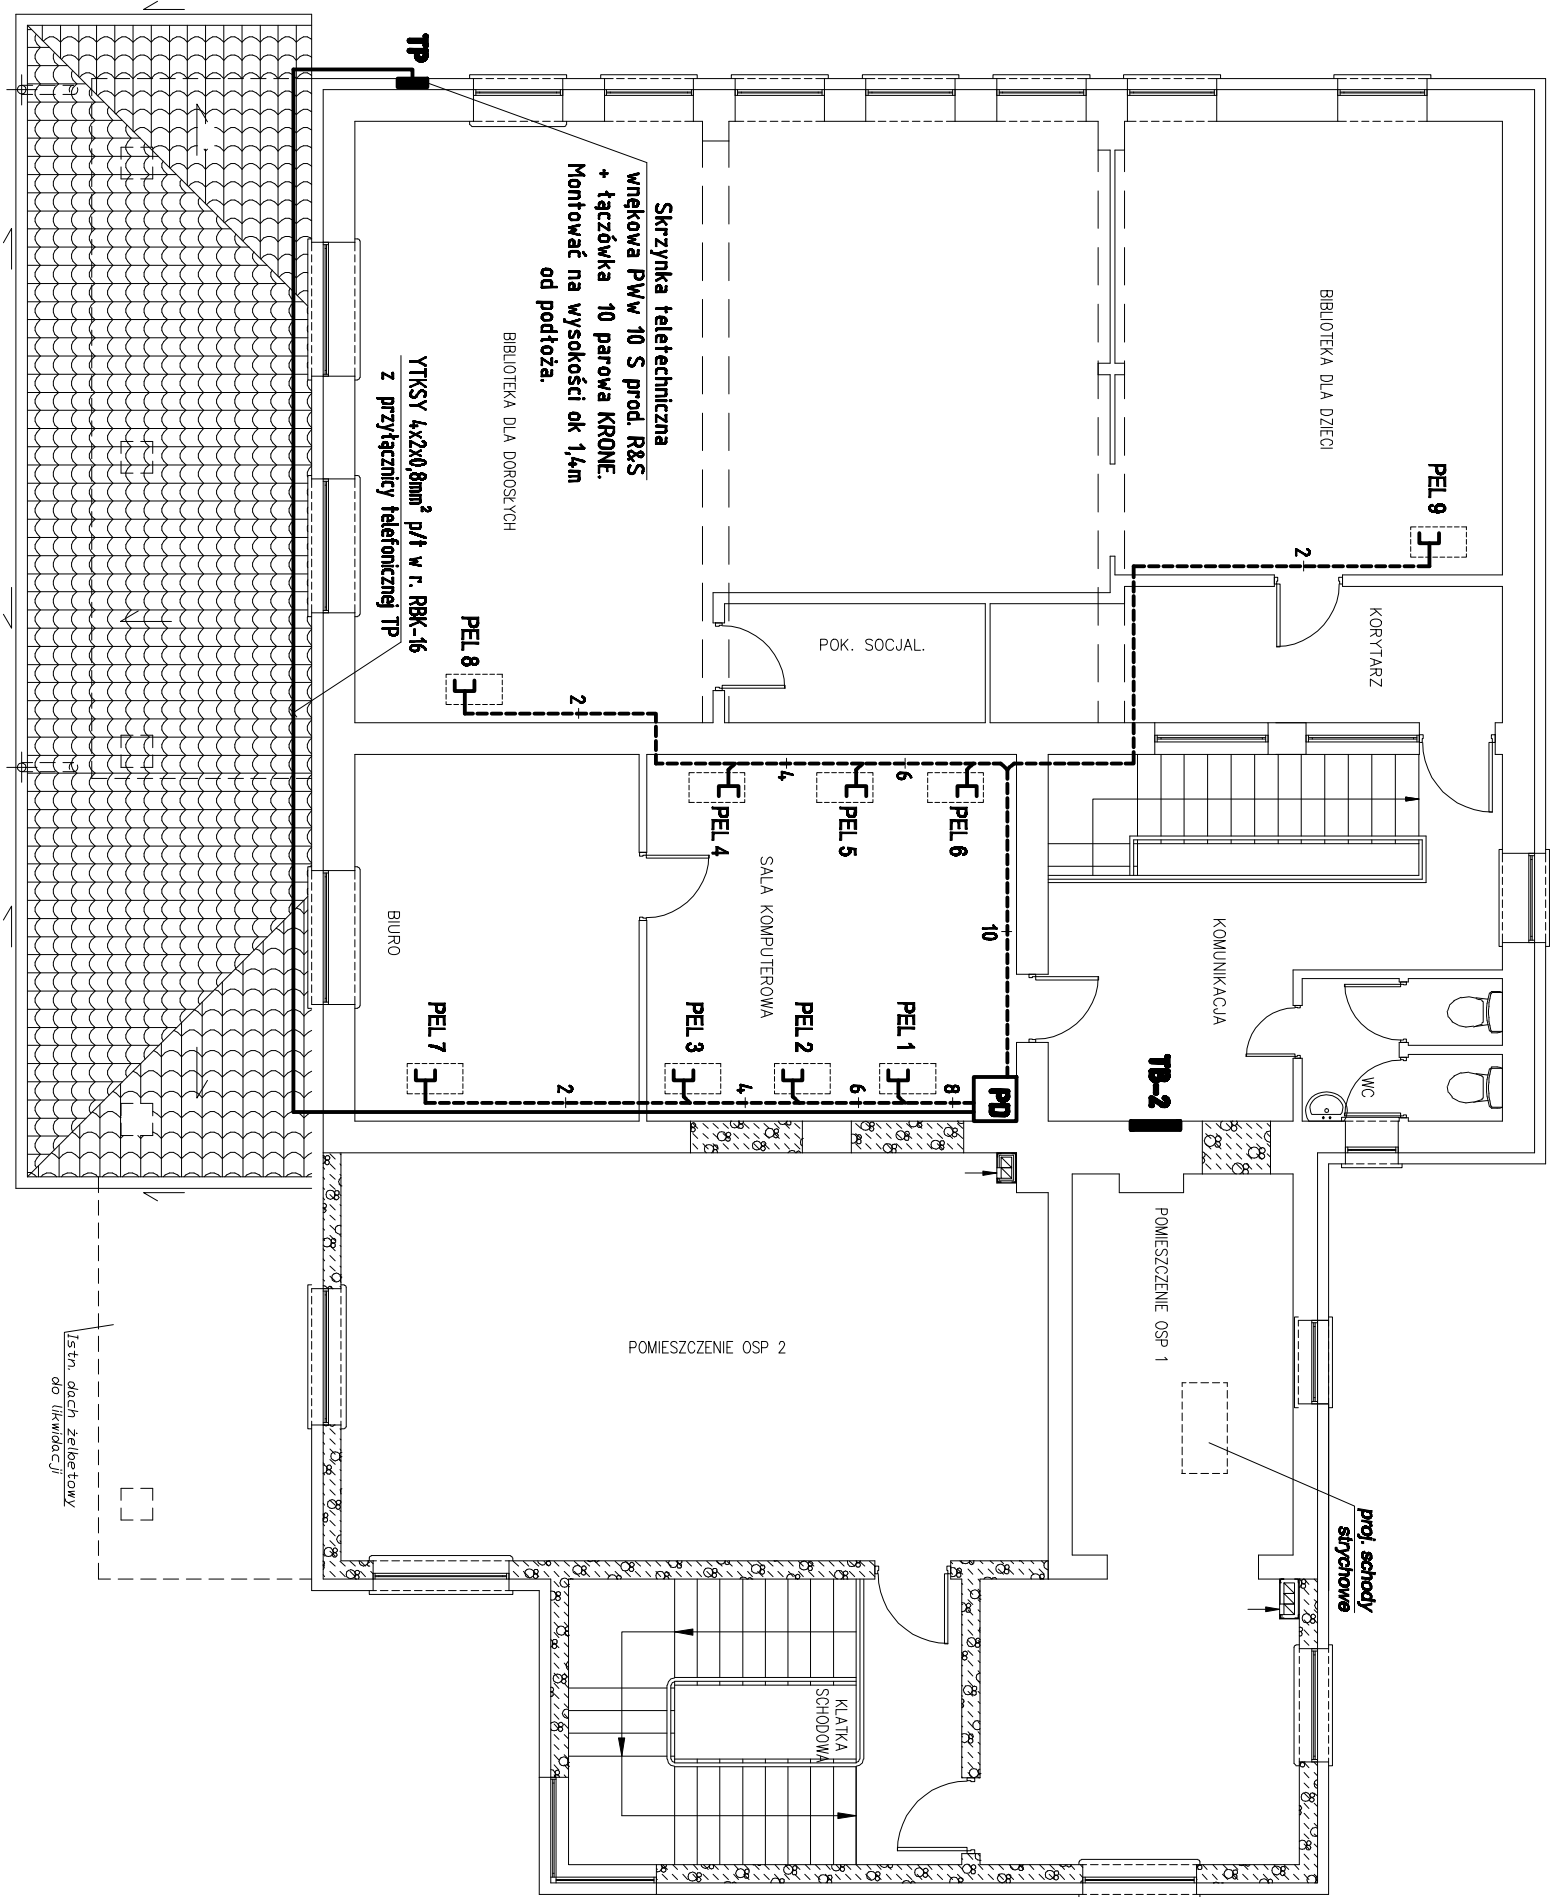 TP
Skrzynka teletechniczna
wnękowa PWw 10 S prod. R&S
+ łączówka 10 parowa KRONE.
Montować na wysokości ok 1,4m
od podłoża.
BIBLIOTEKA DLA DZIECI
PEL 9
2
KORYTARZ
BIBLIOTEKA DLA DOROSŁYCH
YTKSY 4x2x0,8mm² p/t w r. RBK-16
z przyłącznicy telefonicznej TP
PEL 8
2
POK. SOCJAL.
4
6
PEL 4
PEL 5
PEL 6
SALA KOMPUTEROWA
10
KOMUNIKACJA
BIURO
PEL 7
PEL 3
PEL 2
PEL 1
2
4
6
8
PD
TB-2
WC
POMIESZCZENIE OSP 1
POMIESZCZENIE OSP 2
Istn. dach żelbetowy
do likwidacji
proj. schody
strychowe
KLATKA
SCHODOWA